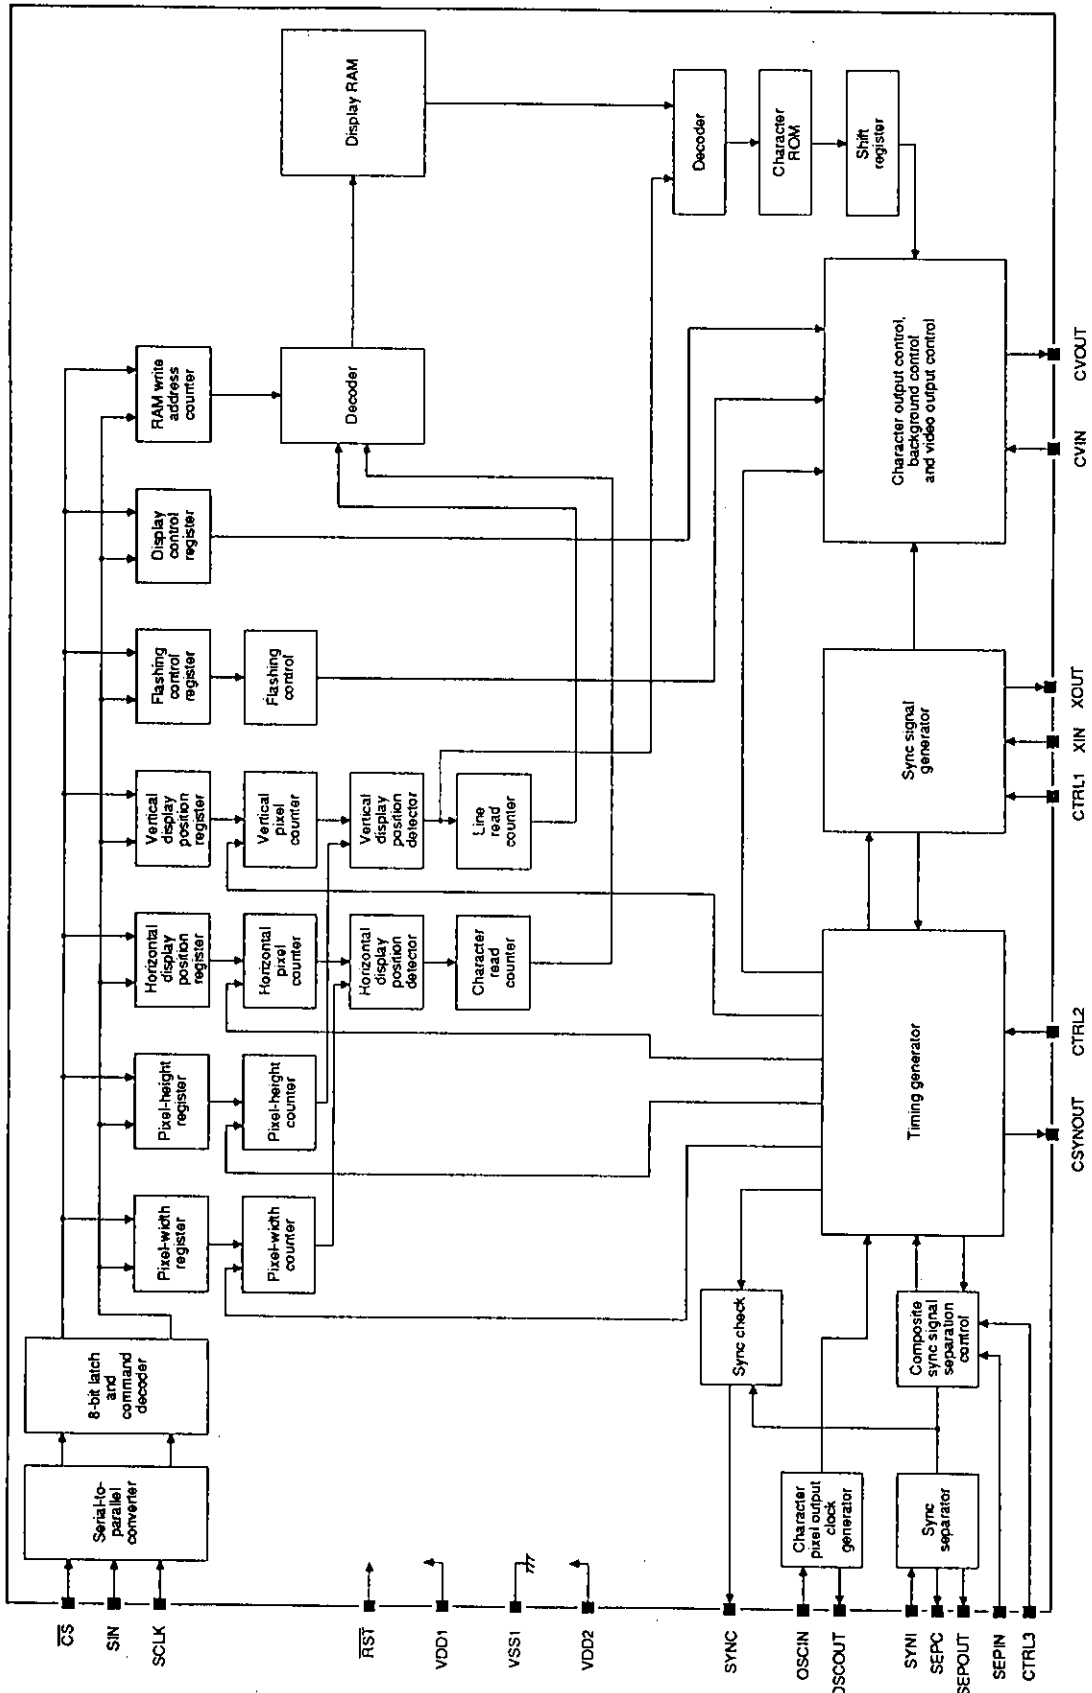 CS
SIN
SCLK
RST
VDD1
VSS1
VDD2
SYNC
OSCIN
OSCOUT
SYNI
SEPC
SEPOUT
SEPIN
CTRL3
Serial-to-
parallel
converter
8-bit latch
and
command
decoder
Pixel-width
register
Pixel-height
register
Horizontal
display
position
register
Vertical
display
position
register
Flashing
control
register
Display
control
register
RAM write
address
counter
Pixel-width
counter
Pixel-height
counter
Horizontal
pixel
counter
Vertical
pixel
counter
Flashing
control
Decoder
Display RAM
Horizontal
display
position
detector
Vertical
display
position
detector
Character
read
counter
Line
read
counter
Decoder
Character
ROM
Shift
register
Sync check
Character
pixel output
clock
generator
Sync
separator
Composite
sync signal
separation
control
Timing generator
Sync signal
generator
Character output control,
background control
and video output control
CSYNOUT
CTRL2
CTRL1
XIN
XOUT
CVIN
CVOUT